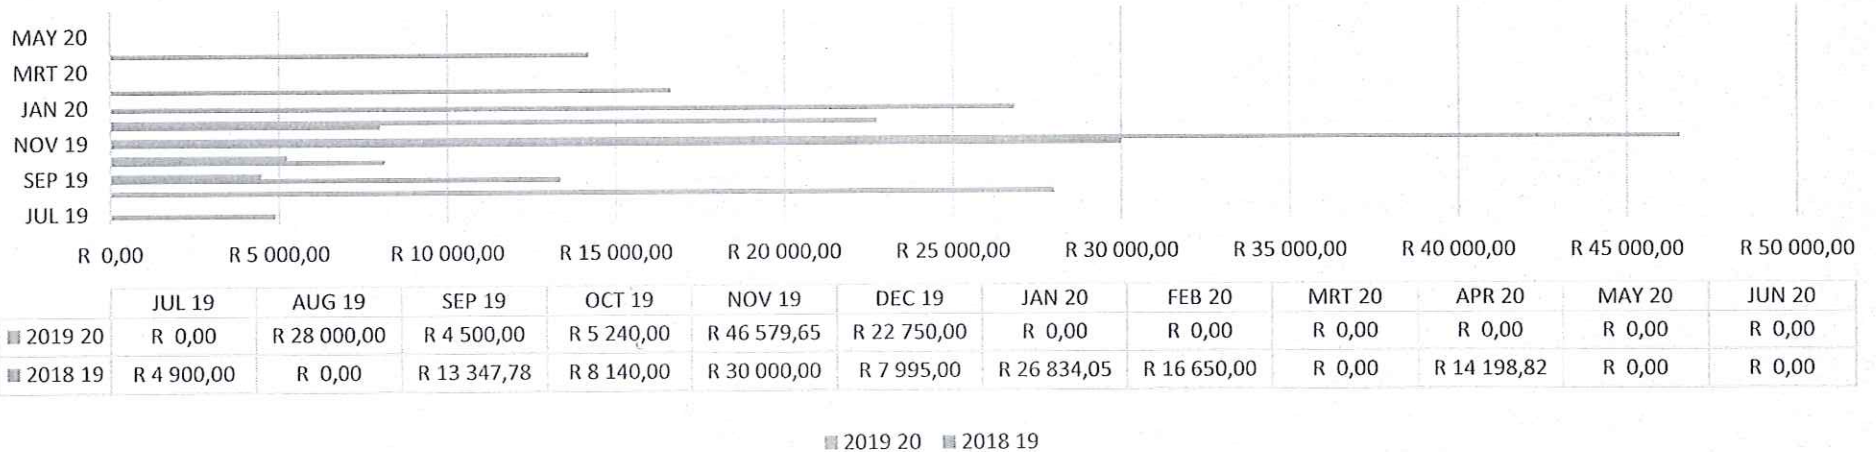 MAY 20
MRT 20
JAN 20
NOV 19
SEP 19
JUL 19
R 0,00 R 5 000,00 R 10 000,00 R 15 000,00 R 20 000,00 R 25 000,00 R 30 000,00 R 35 000,00 R 40 000,00 R 45 000,00 R 50 000,00
JUL 19 AUG 19 SEP 19 OCT 19 NOV 19 DEC 19 JAN 20 FEB 20 MRT 20 APR 20 MAY 20 JUN 20
2019 20 R 0,00 R 28 000,00 R 4 500,00 R 5 240,00 R 46 579,65 R 22 750,00 R 0,00 R 0,00 R 0,00 R 0,00 R 0,00 R 0,00
2018 19 R 4 900,00 R 0,00 R 13 347,78 R 8 140,00 R 30 000,00 R 7 995,00 R 26 834,05 R 16 650,00 R 0,00 R 14 198,82 R 0,00 R 0,00
2019 20 2018 19